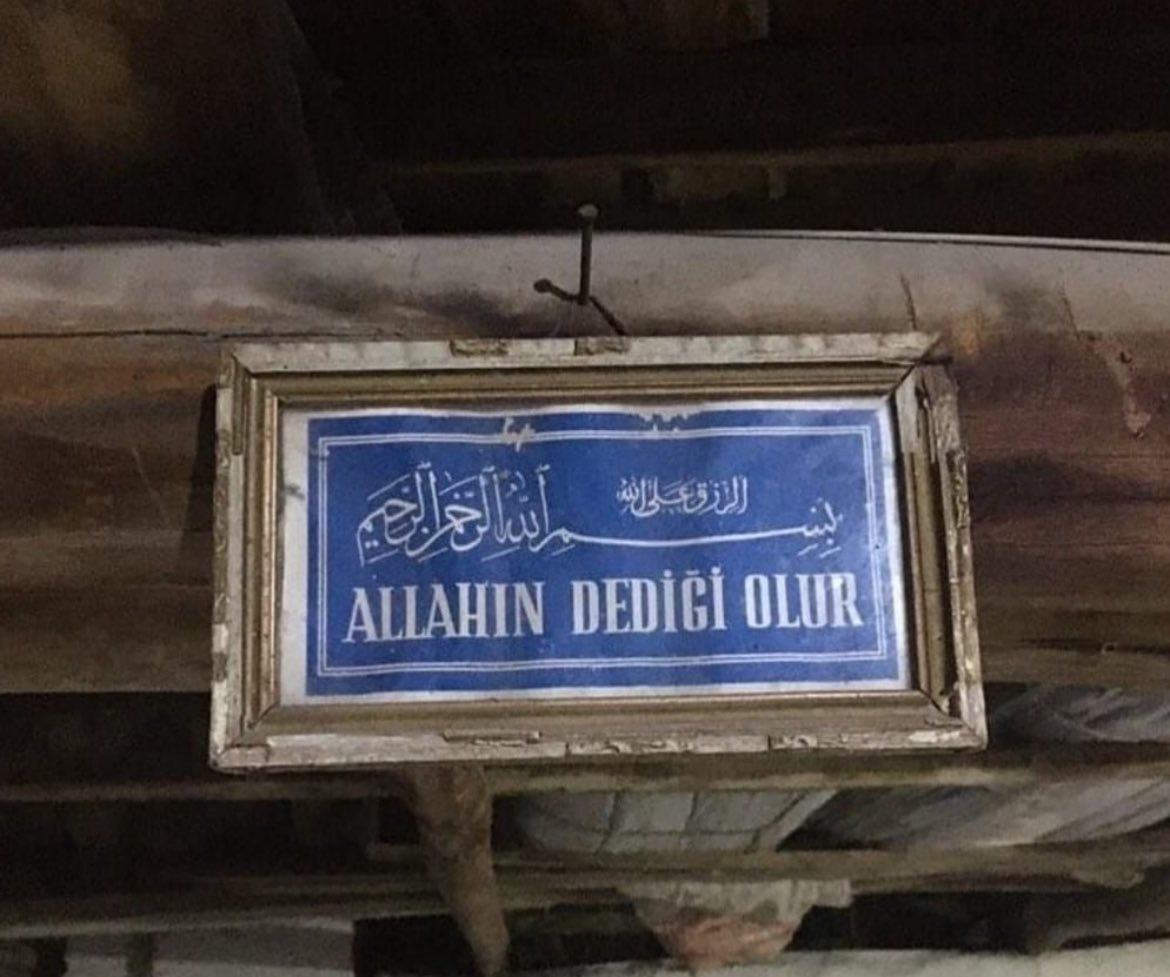 الرزق على الله
بسم الله الرحمن الرحيم
ALLAHIN DEDİĞİ OLUR